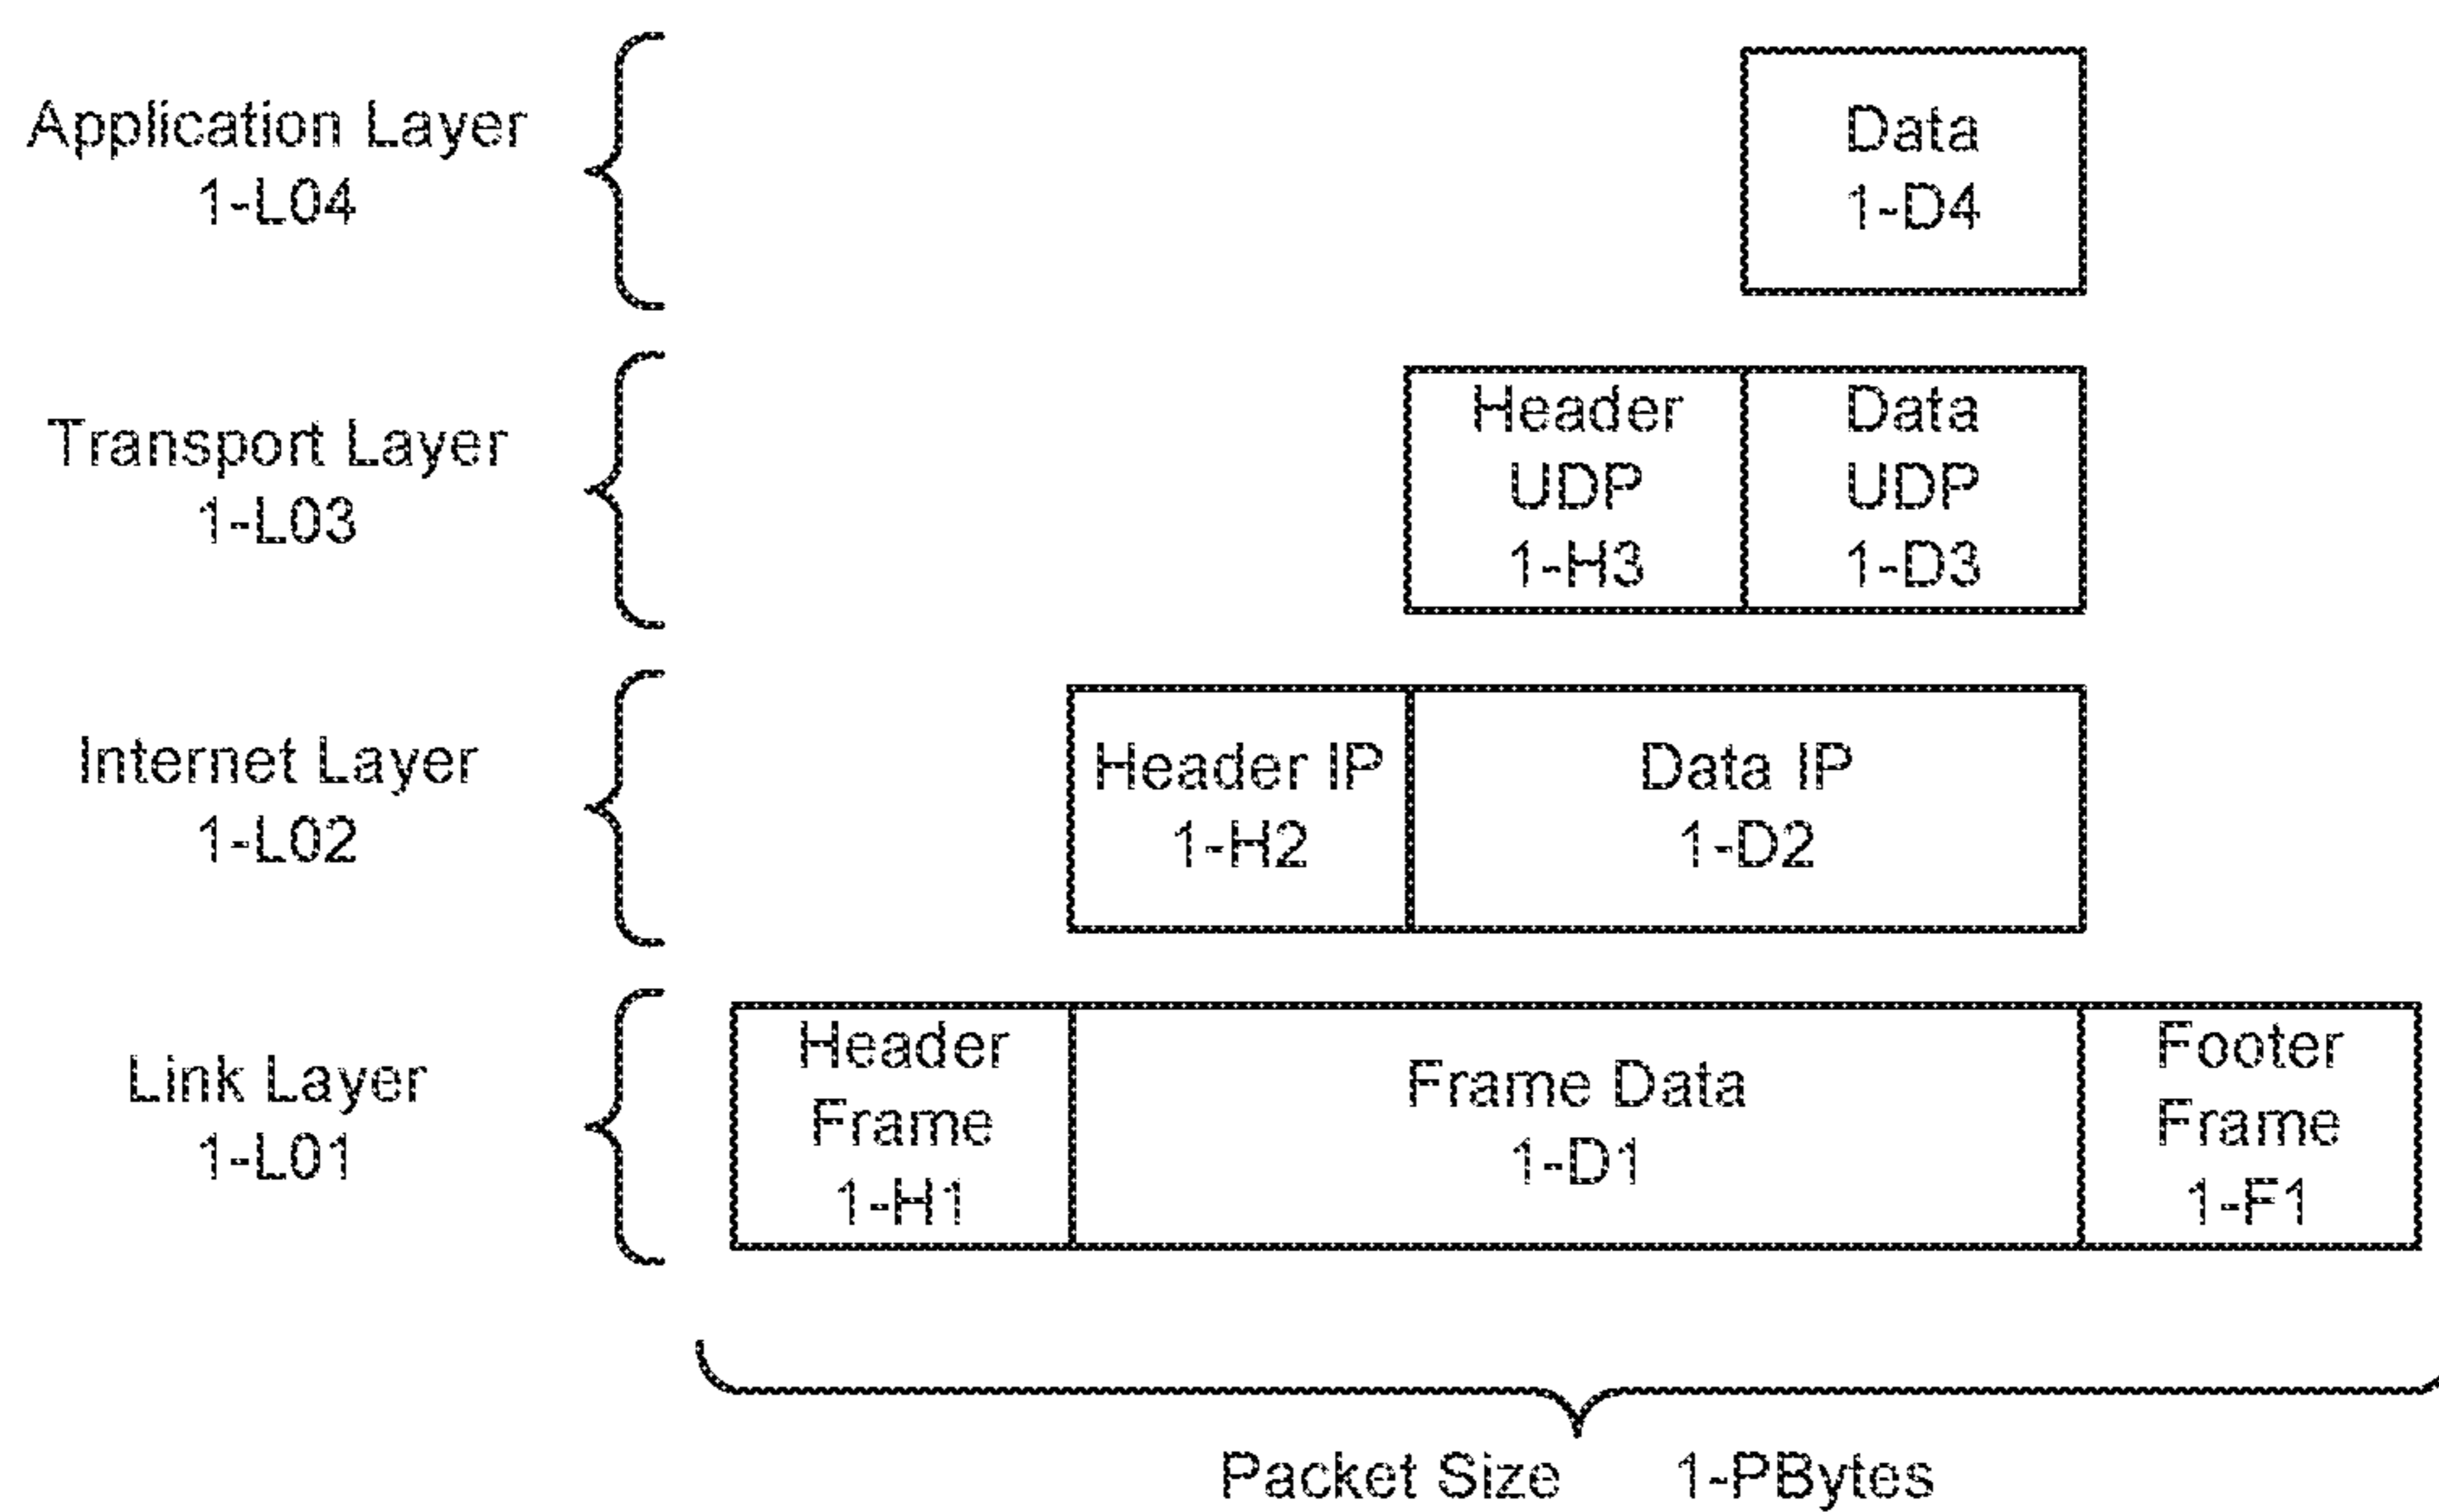 Application Layer
1-L04
Data
1-D4
Transport Layer
1-L03
Header
UDP
1-H3
Data
UDP
1-D3
Internet Layer
1-L02
Header IP
1-H2
Data IP
1-D2
Link Layer
1-L01
Header
Frame
1-H1
Frame Data
1-D1
Footer
Frame
1-F1
Packet Size 1-PBytes